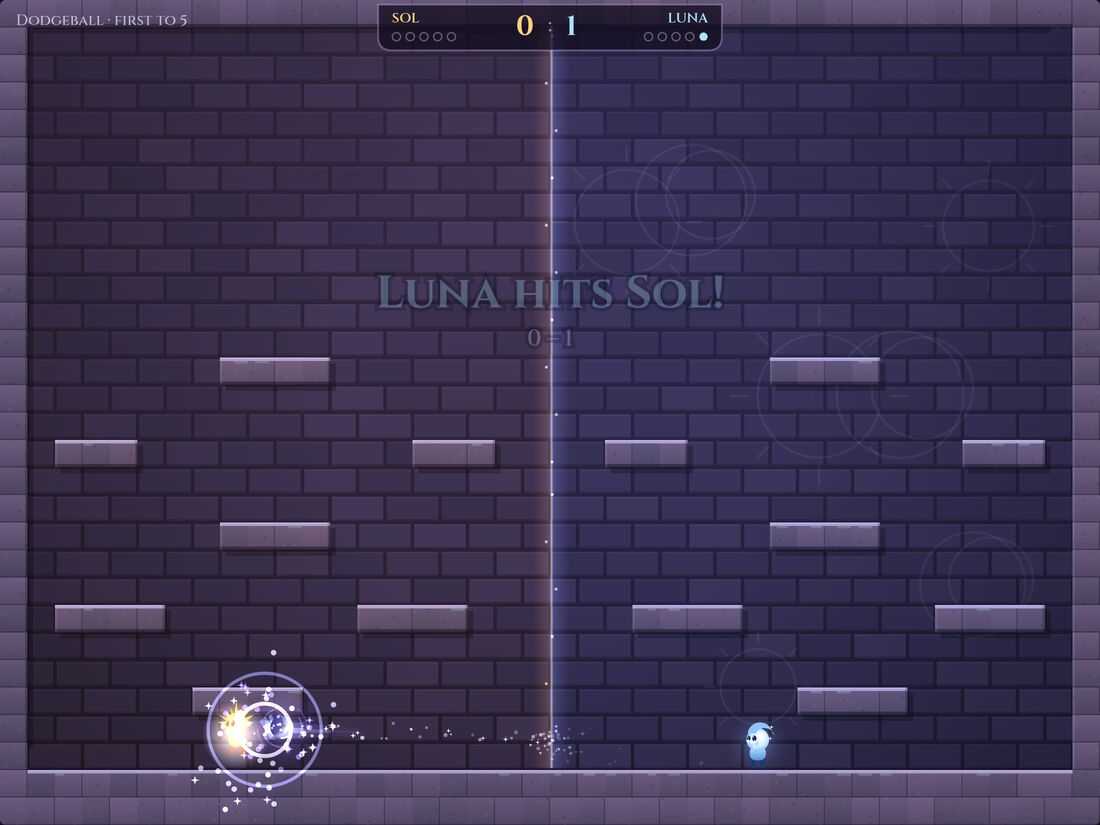 Dodgeball · first to 5
SOL
0
1
LUNA
Luna hits Sol!
0 – 1